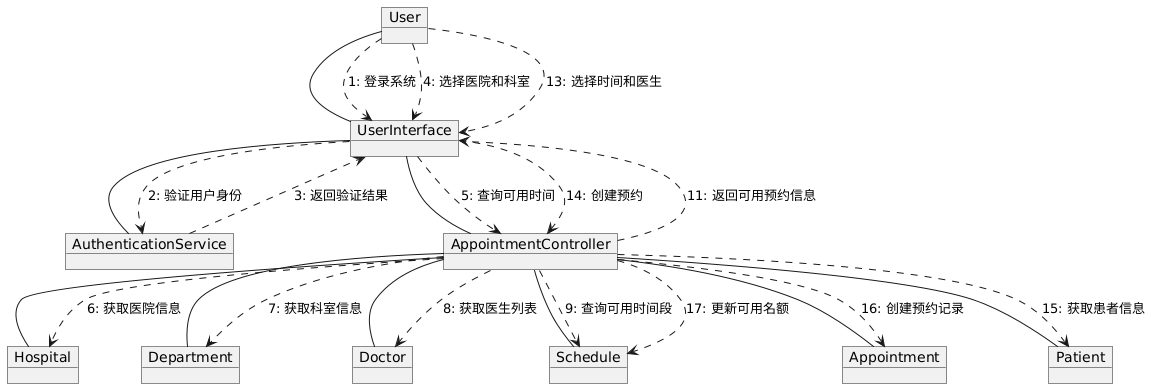 User
1: 登录系统
4: 选择医院和科室
13: 选择时间和医生
UserInterface
2: 验证用户身份
3: 返回验证结果
5: 查询可用时间
14: 创建预约
11: 返回可用预约信息
AuthenticationService
AppointmentController
6: 获取医院信息
7: 获取科室信息
8: 获取医生列表
9: 查询可用时间段
17: 更新可用名额
16: 创建预约记录
15: 获取患者信息
Hospital
Department
Doctor
Schedule
Appointment
Patient